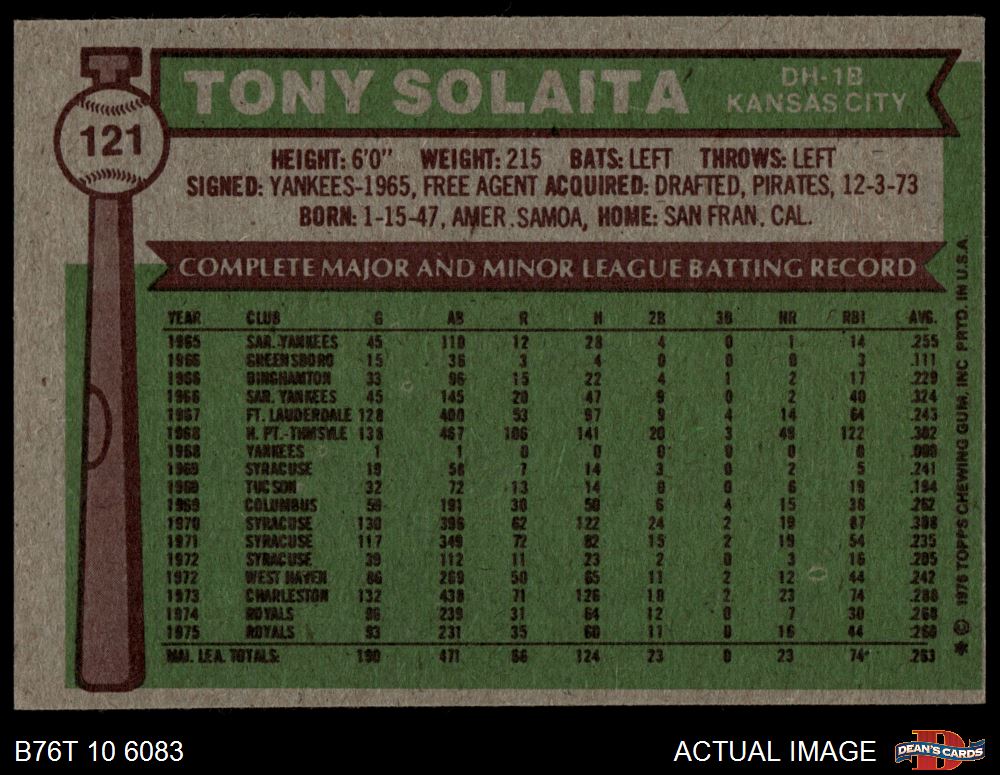 121
TONY SOLAITA
DH-1B
KANSAS CITY
HEIGHT: 6'0" WEIGHT: 215 BATS: LEFT THROWS: LEFT
SIGNED: YANKEES-1965, FREE AGENT ACQUIRED: DRAFTED, PIRATES, 12-3-73
BORN: 1-15-47, AMER. SAMOA, HOME: SAN FRAN. CAL.
COMPLETE MAJOR AND MINOR LEAGUE BATTING RECORD
YEAR CLUB G AB R H 2B 3B HR RBI AVG.
1965 SAR. YANKEES 45 110 12 28 4 0 1 14 .255
1966 GREENSBORO 15 36 3 4 0 0 0 3 .111
1966 BINGHAMTON 33 96 15 22 4 1 2 17 .229
1966 SAR. YANKEES 45 145 20 47 9 0 2 40 .324
1967 FT. LAUDERDALE 128 400 53 97 9 4 14 64 .243
1968 H. PT.-THMSVLE 138 467 106 141 20 3 49 122 .302
1968 YANKEES 1 1 0 0 0 0 0 0 .000
1969 SYRACUSE 19 58 7 14 3 0 2 5 .241
1969 TUCSON 32 72 13 14 0 0 6 19 .194
1969 COLUMBUS 59 191 30 50 6 4 15 36 .262
1970 SYRACUSE 130 396 62 122 24 2 19 87 .308
1971 SYRACUSE 117 349 72 82 15 2 19 54 .235
1972 SYRACUSE 39 112 11 23 2 0 3 16 .205
1972 WEST HAVEN 86 269 50 65 11 2 12 44 .242
1973 CHARLESTON 132 438 71 126 18 2 23 74 .288
1974 ROYALS 96 239 31 64 12 0 7 30 .268
1975 ROYALS 93 231 35 60 11 0 16 44 .260
MAJ. LEA. TOTALS: 190 471 66 124 23 0 23 74 .263
* © 1976 TOPPS CHEWING GUM, INC PRTD. IN U.S.A.
B76T 10 6083
ACTUAL IMAGE
D
DEAN'S CARDS